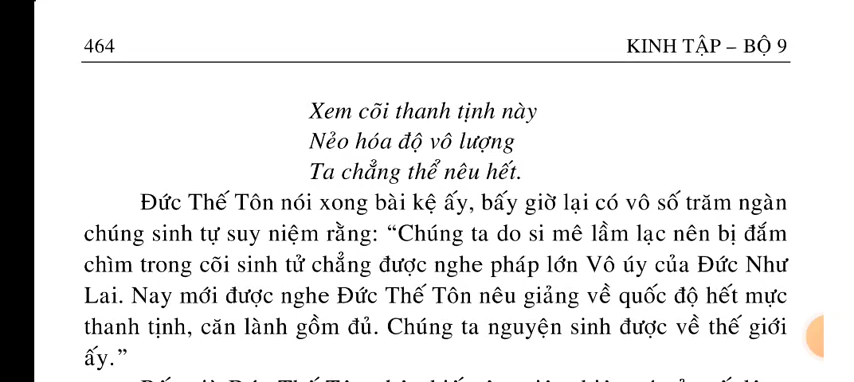 464 KINH TẬP – BỘ 9
Xem cõi thanh tịnh này
Nẻo hóa độ vô lượng
Ta chẳng thể nêu hết.
Đức Thế Tôn nói xong bài kệ ấy, bấy giờ lại có vô số trăm ngàn
chúng sinh tự suy niệm rằng: “Chúng ta do si mê lầm lạc nên bị đắm
chìm trong cõi sinh tử chẳng được nghe pháp lớn Vô úy của Đức Như
Lai. Nay mới được nghe Đức Thế Tôn nêu giảng về quốc độ hết mực
thanh tịnh, căn lành gồm đủ. Chúng ta nguyện sinh được về thế giới
ấy.”